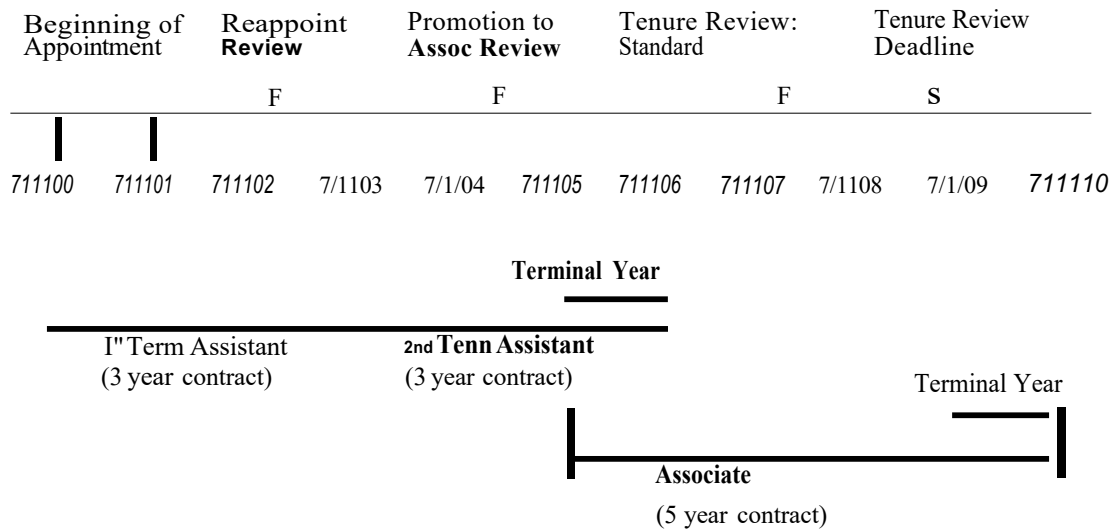 Beginning of Appointment
Reappoint Review
Promotion to Assoc Review
Tenure Review: Standard
Tenure Review Deadline
F F F S
711100 711101 711102 7/1103 7/1/04 711105 711106 711107 7/1108 7/1/09 711110
Terminal Year
I" Term Assistant
(3 year contract)
2nd Tenn Assistant
(3 year contract)
Terminal Year
Associate
(5 year contract)